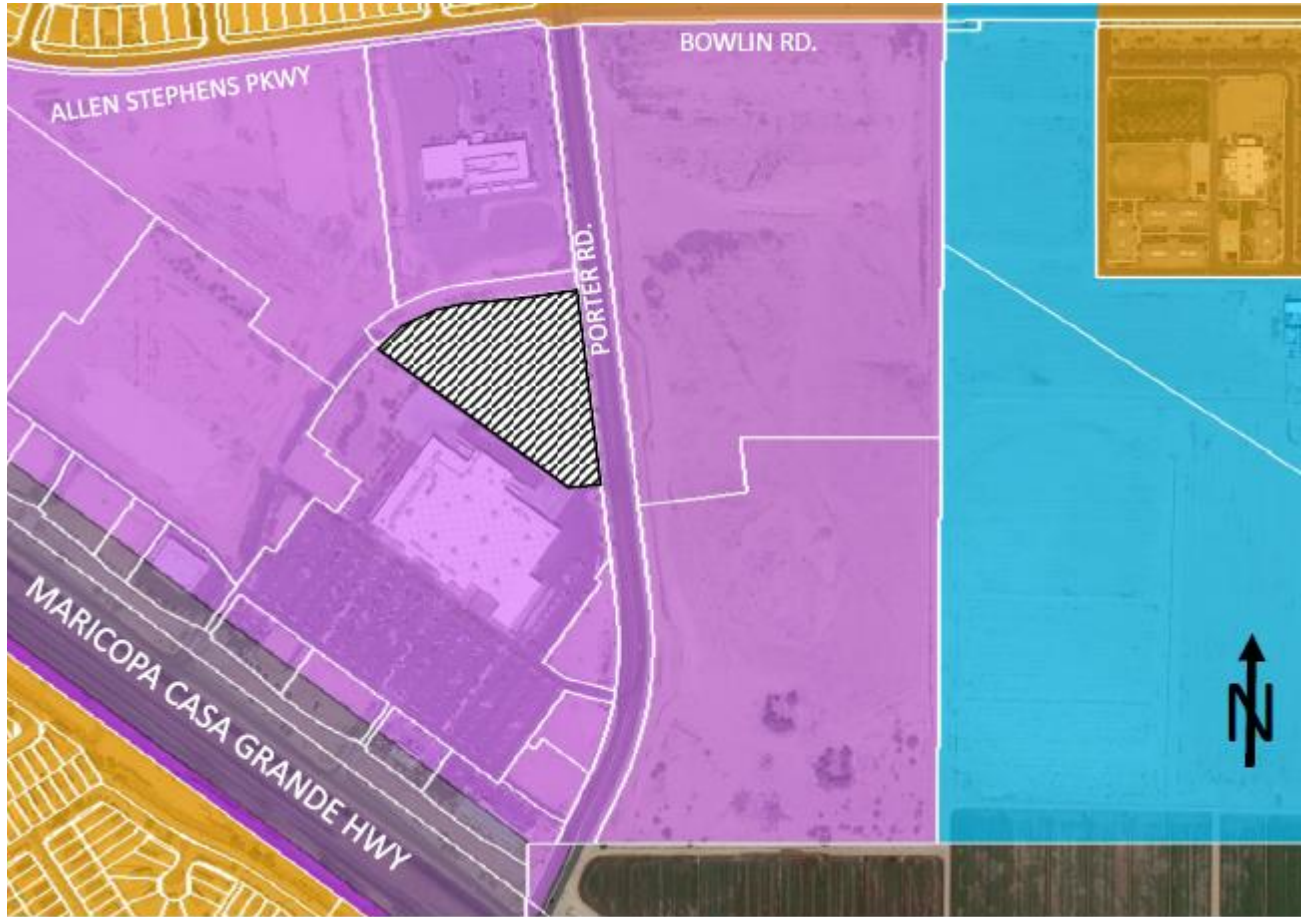 BOWLIN RD.
ALLEN STEPHENS PKWY
PORTER RD.
MARICOPA CASA GRANDE HWY
N